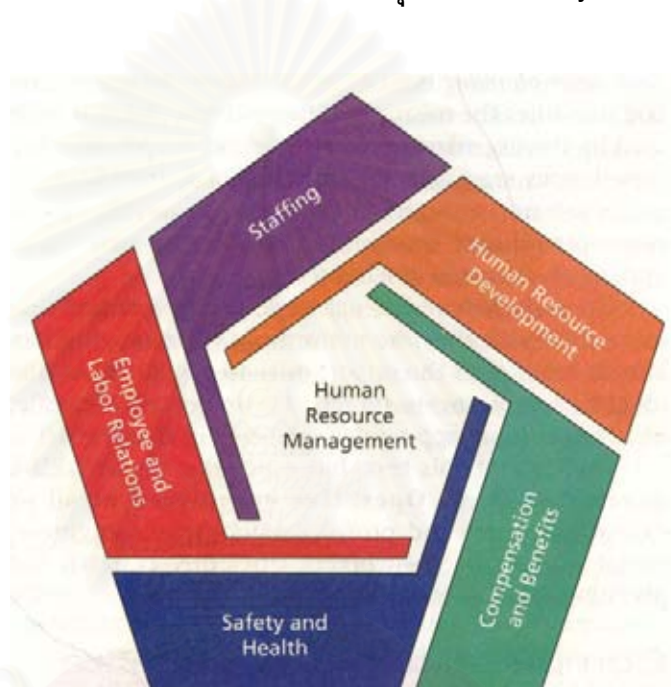 Staffing
Human Resource
Development
Employee and
Labor Relations
Human
Resource
Management
Compensation
and Benefits
Safety and
Health